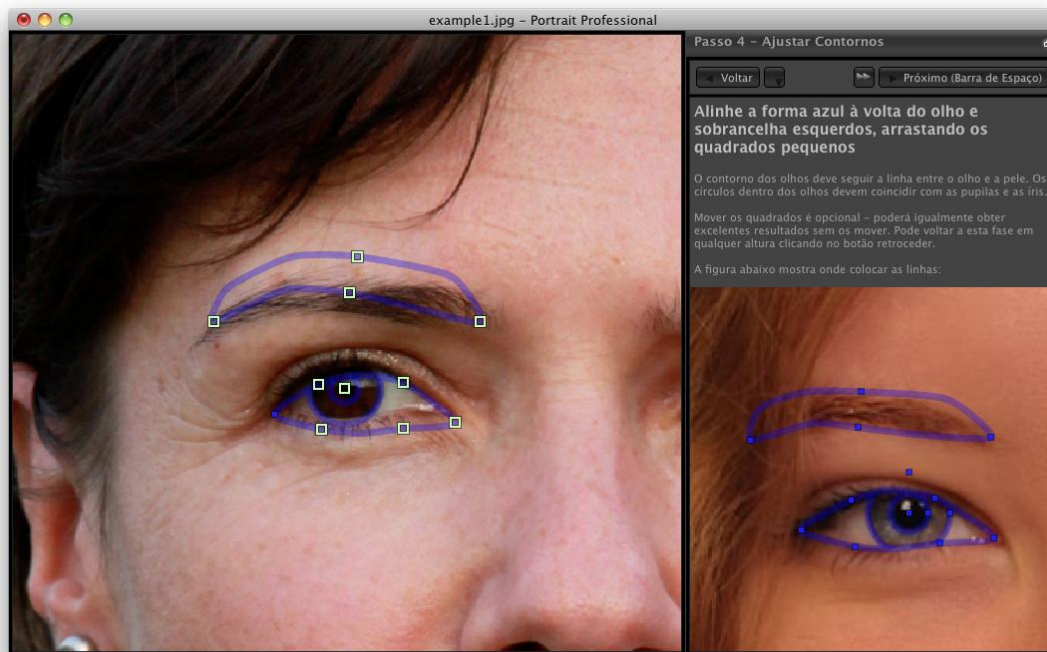 example1.jpg – Portrait Professional
Passo 4 – Ajustar Contornos
Voltar
Próximo (Barra de Espaço)
Alinhe a forma azul à volta do olho e
sobrancelha esquerdos, arrastando os
quadrados pequenos
O contorno dos olhos deve seguir a linha entre o olho e a pele. Os
círculos dentro dos olhos devem coincidir com as pupilas e as íris.
Mover os quadrados é opcional – poderá igualmente obter
excelentes resultados sem os mover. Pode voltar a esta fase em
qualquer altura clicando no botão retroceder.
A figura abaixo mostra onde colocar as linhas: